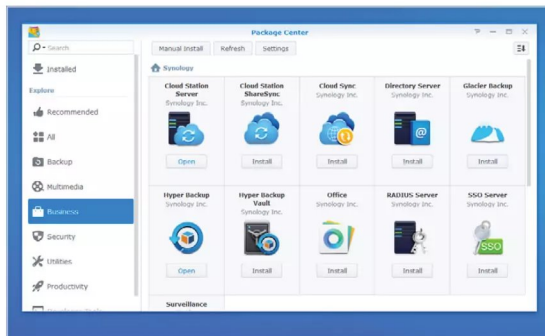 Package Center
Search
Manual Install Refresh Settings
Installed
Synology
Explore
Recommended
All
Backup
Multimedia
Business
Security
Utilities
Productivity
Cloud Station Server
Synology Inc.
Open
Cloud Station ShareSync
Synology Inc.
Install
Cloud Sync
Synology Inc.
Install
Directory Server
Synology Inc.
@
Install
Glacier Backup
Synology Inc.
Install
Hyper Backup
Synology Inc.
Open
Hyper Backup Vault
Synology Inc.
Install
Office
Synology Inc.
Install
RADIUS Server
Synology Inc.
Install
SSO Server
Synology Inc.
SSO
Install
Surveillance